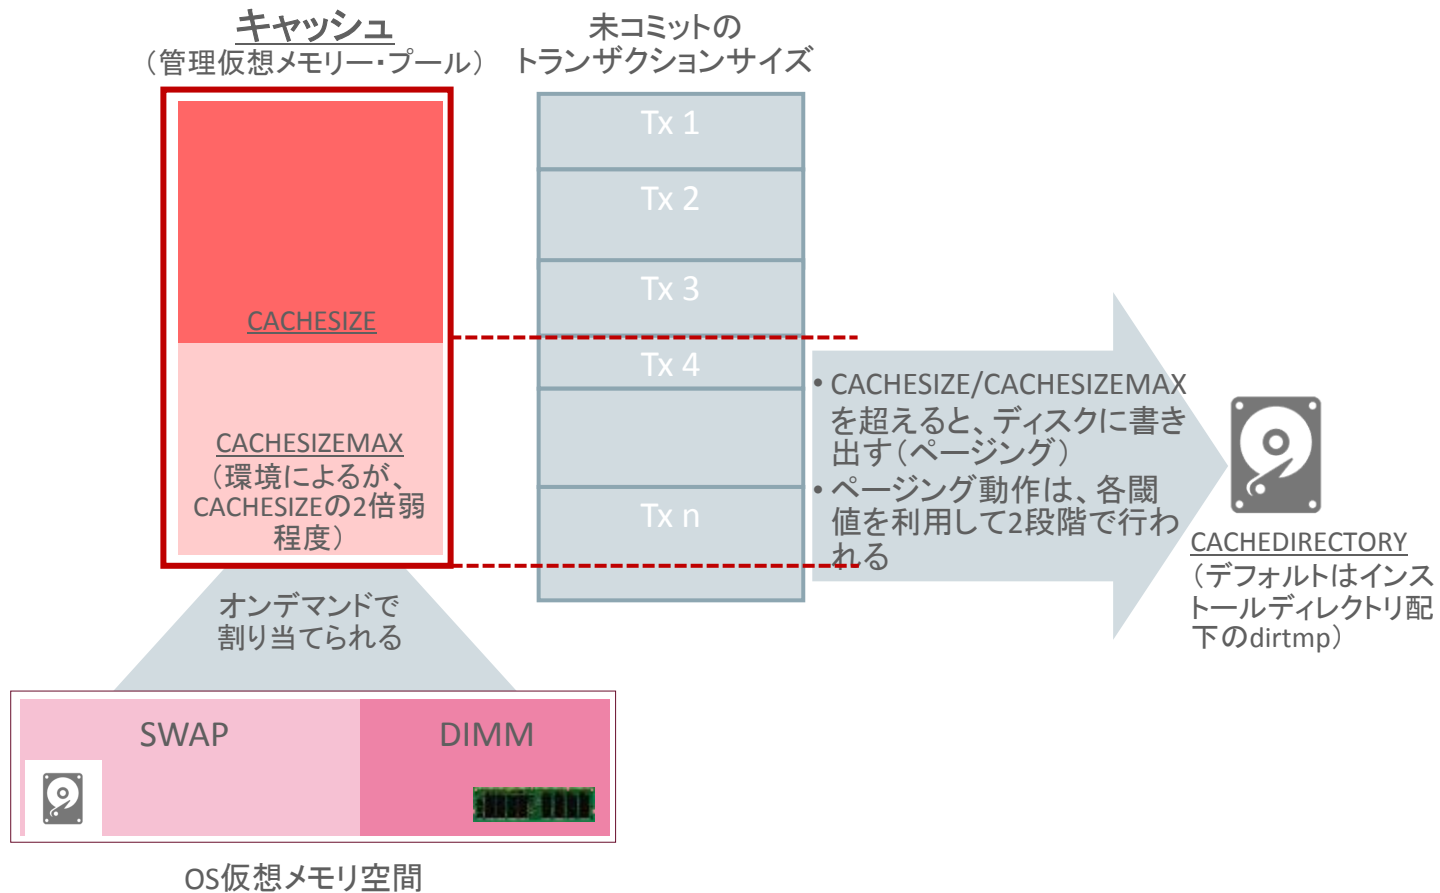 キャッシュ
（管理仮想メモリー・プール）
未コミットの
トランザクションサイズ
CACHESIZE
CACHESIZEMAX
（環境によるが、
CACHESIZEの2倍弱
程度）
Tx 1
Tx 2
Tx 3
Tx 4
Tx n
• CACHESIZE/CACHESIZEMAX
を超えると、ディスクに書き
出す（ページング）
• ページング動作は、各閾
値を利用して2段階で行わ
れる
CACHEDIRECTORY
（デフォルトはインス
トールディレクトリ配
下のdirtmp）
オンデマンドで
割り当てられる
SWAP
DIMM
OS仮想メモリ空間